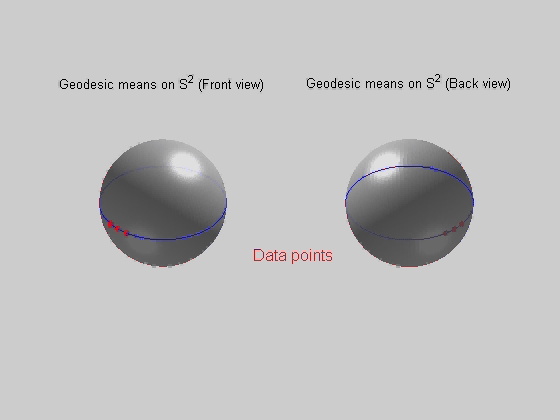 Geodesic means on S² (Front view)
Geodesic means on S² (Back view)
Data points